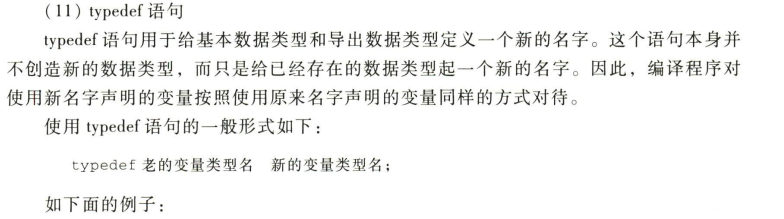 (11) typedef 语句
typedef 语句用于给基本数据类型和导出数据类型定义一个新的名字。这个语句本身并
不创造新的数据类型，而只是给已经存在的数据类型起一个新的名字。因此，编译程序对
使用新名字声明的变量按照使用原来名字声明的变量同样的方式对待。
使用 typedef 语句的一般形式如下：
typedef 老的变量类型名  新的变量类型名;
如下面的例子：